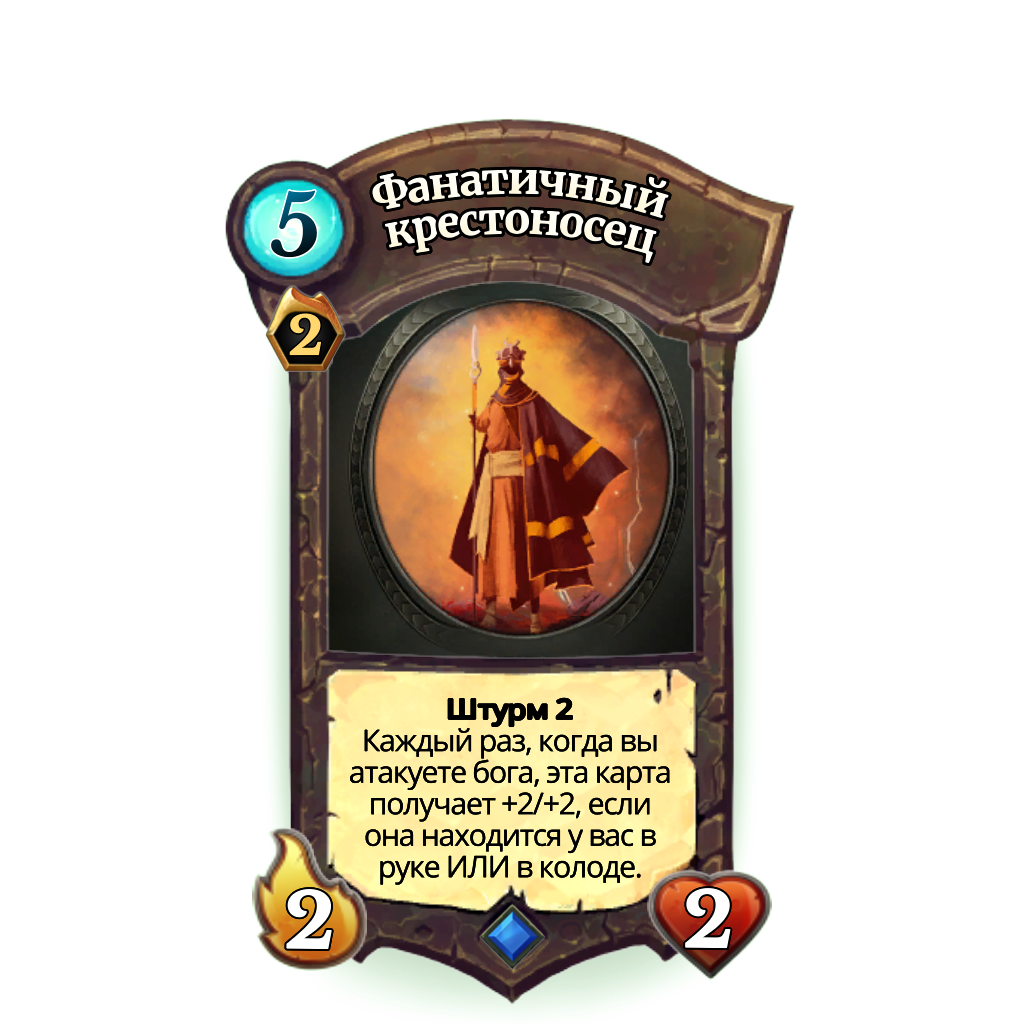 5
Фанатичный
крестоносец
2
Штурм 2
Каждый раз, когда вы
атакуете бога, эта карта
получает +2/+2, если
она находится у вас в
руке ИЛИ в колоде.
2
2